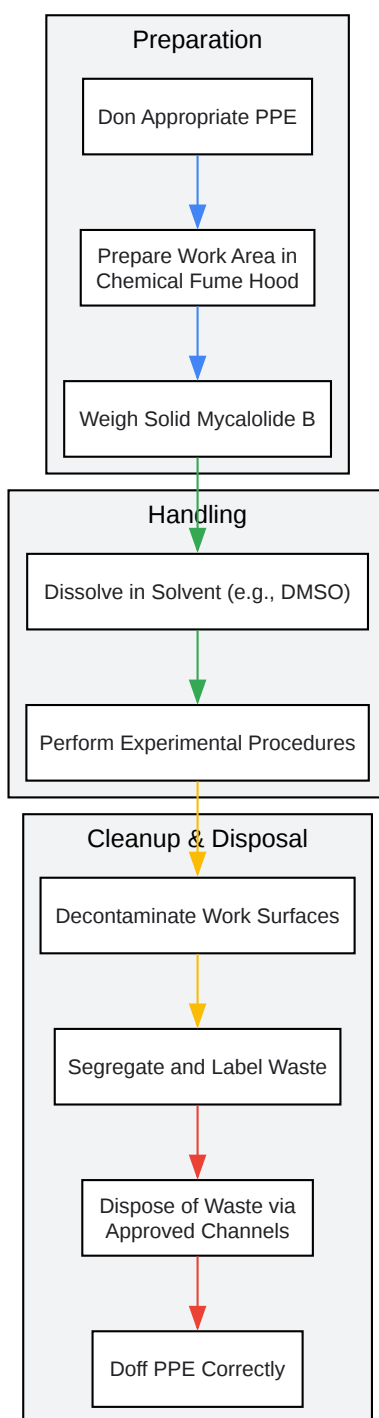 Preparation
Don Appropriate PPE
Prepare Work Area in
Chemical Fume Hood
Weigh Solid Mycalolide B
Handling
Dissolve in Solvent (e.g., DMSO)
Perform Experimental Procedures
Cleanup & Disposal
Decontaminate Work Surfaces
Segregate and Label Waste
Dispose of Waste via
Approved Channels
Doff PPE Correctly